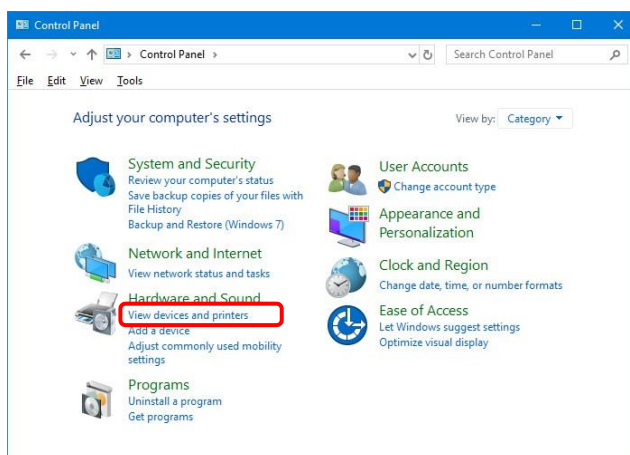 Control Panel
Control Panel
Search Control Panel
File Edit View Tools
Adjust your computer's settings
View by: Category
System and Security
Review your computer's status
Save backup copies of your files with
File History
Backup and Restore (Windows 7)
Network and Internet
View network status and tasks
Hardware and Sound
View devices and printers
Add a device
Adjust commonly used mobility
settings
Programs
Uninstall a program
Get programs
User Accounts
Change account type
Appearance and
Personalization
Clock and Region
Change date, time, or number formats
Ease of Access
Let Windows suggest settings
Optimize visual display